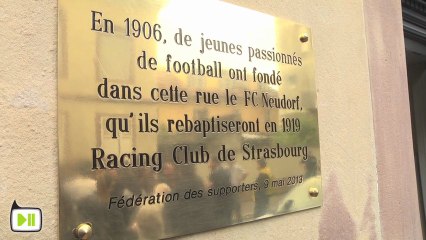 En 1906, de jeunes passionnés
de football ont fondé
dans cette rue le FC Neudorf,
qu'ils rebaptiseront en 1919
Racing Club de Strasbourg
Fédération des supporters, 9 mai 2013